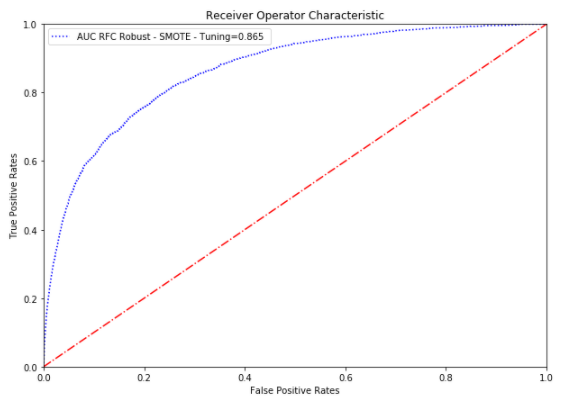 Receiver Operator Characteristic
AUC RFC Robust - SMOTE - Tuning=0.865
1.0
0.8
0.6
0.4
0.2
0.0
True Positive Rates
0.0 0.2 0.4 0.6 0.8 1.0
False Positive Rates